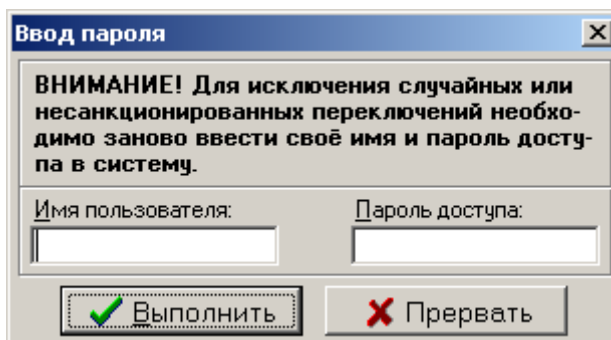 Ввод пароля
ВНИМАНИЕ! Для исключения случайных или
несанкционированных переключений необхо-
димо заново ввести своё имя и пароль досту-
па в систему.
Имя пользователя: Пароль доступа:
Выполнить Прервать